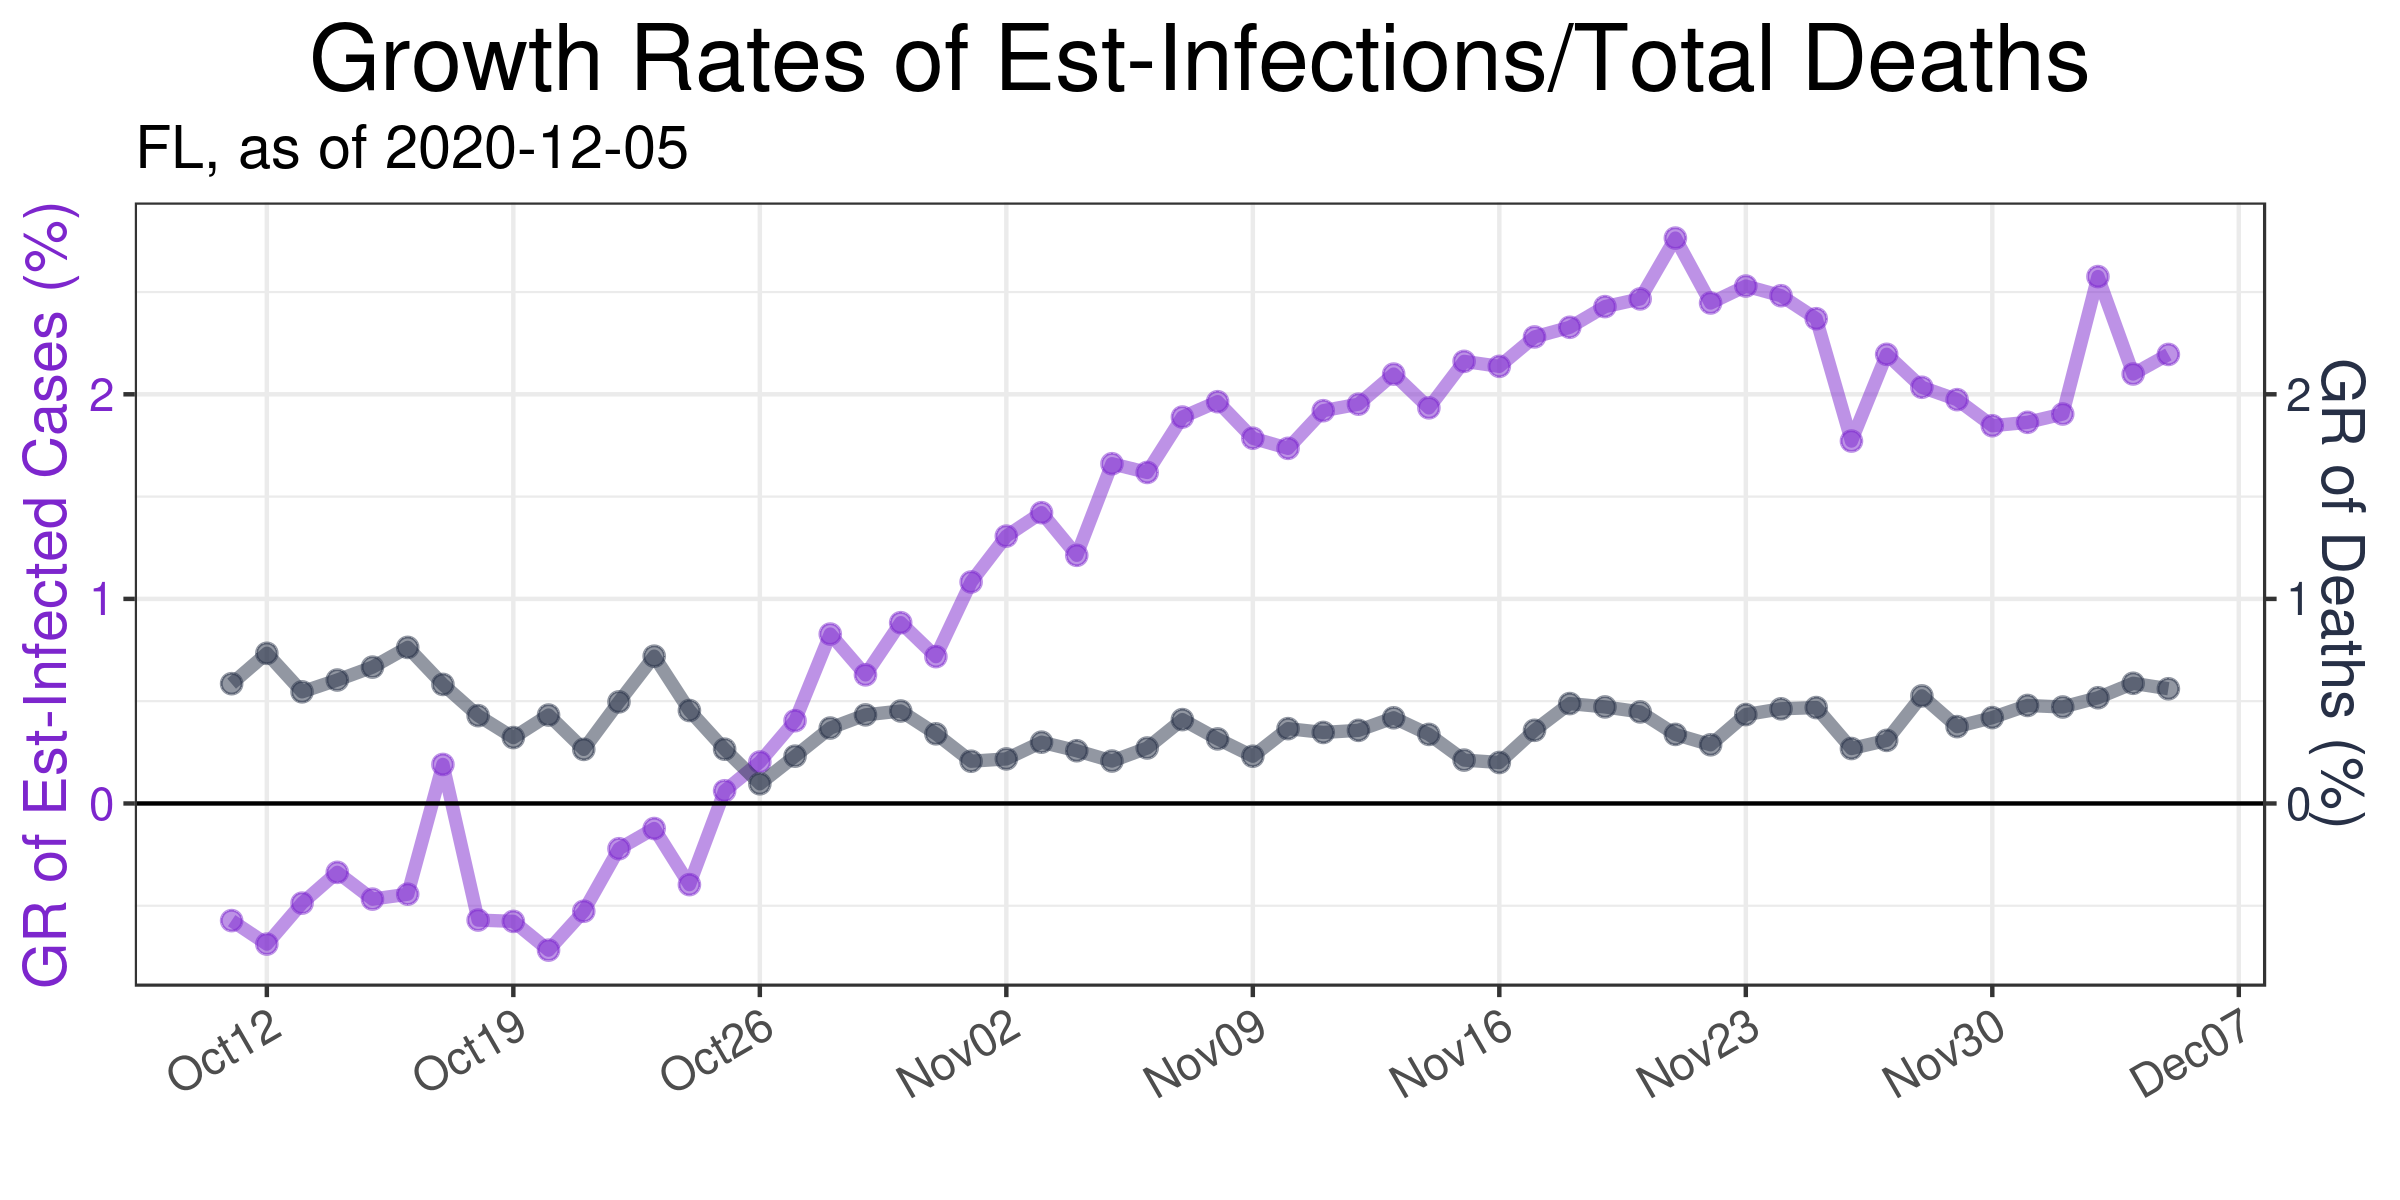 Growth Rates of Est-Infections/Total Deaths
FL, as of 2020-12-05
GR of Est-Infected Cases (%)
2
1
0
2
1
0
GR of Deaths (%)
Oct12
Oct19
Oct26
Nov02
Nov09
Nov16
Nov23
Nov30
Dec07